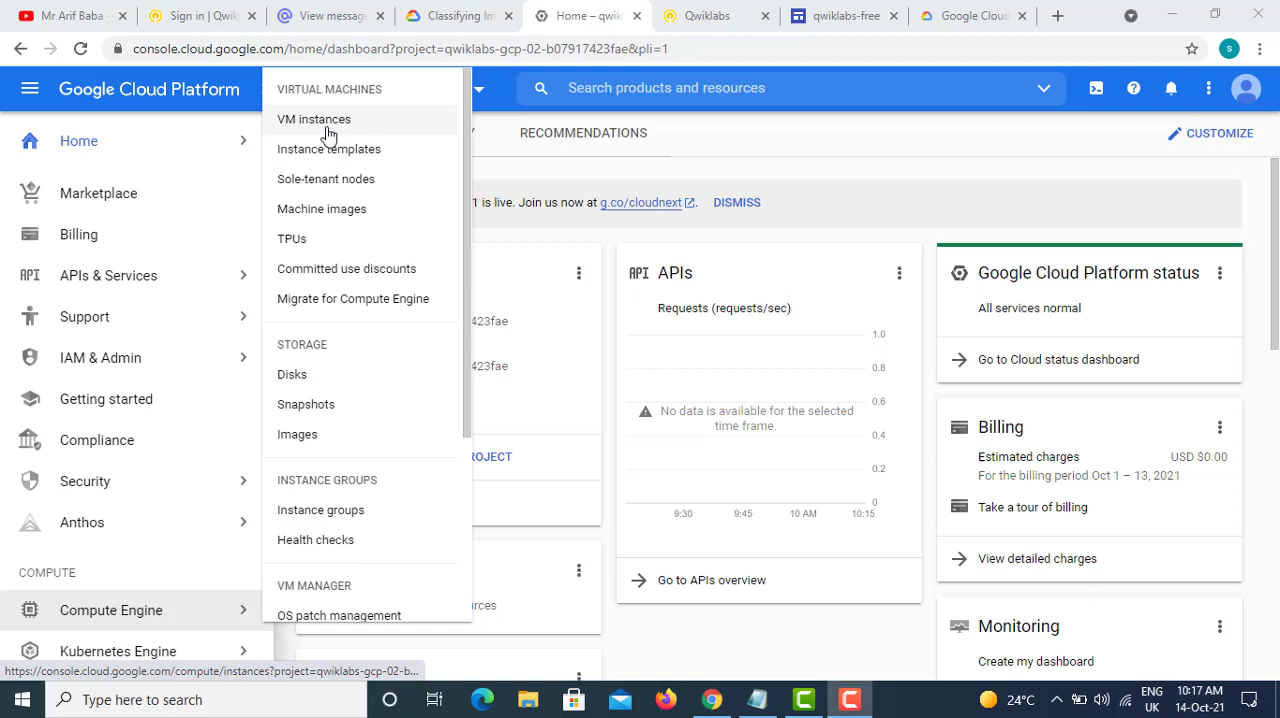 Mr Arif Baba -
Sign in | Qwik
View messag
Classifying Im
Home – qwik
Qwiklabs
qwiklabs-free
Google Cloud
console.cloud.google.com/home/dashboard?project=qwiklabs-gcp-02-b07917423fae&pli=1
S
Google Cloud Platform
Search products and resources
Home
Marketplace
Billing
API APIs & Services
Support
IAM & Admin
Getting started
Compliance
Security
Anthos
COMPUTE
Compute Engine
Kubernetes Engine
VIRTUAL MACHINES
VM instances
Instance templates
Sole-tenant nodes
Machine images
TPUs
Committed use discounts
Migrate for Compute Engine
STORAGE
Disks
Snapshots
Images
INSTANCE GROUPS
Instance groups
Health checks
VM MANAGER
OS patch management
Y
RECOMMENDATIONS
CUSTOMIZE
1 is live. Join us now at g.co/cloudnext. DISMISS
423fae
423fae
ROJECT
rces
API APIs
Requests (requests/sec)
1.0
0.8
0.6
0.4
0.2
0
No data is available for the selected
time frame.
9:30 9:45 10 AM 10:15
Go to APIs overview
Google Cloud Platform status
All services normal
Go to Cloud status dashboard
Billing
Estimated charges USD $0.00
For the billing period Oct 1 – 13, 2021
Take a tour of billing
View detailed charges
Monitoring
Create my dashboard
https://console.cloud.google.com/compute/instances?project=qwiklabs-gcp-02-b...
Type here to search
24°C
ENG
UK
10:17 AM
14-Oct-21